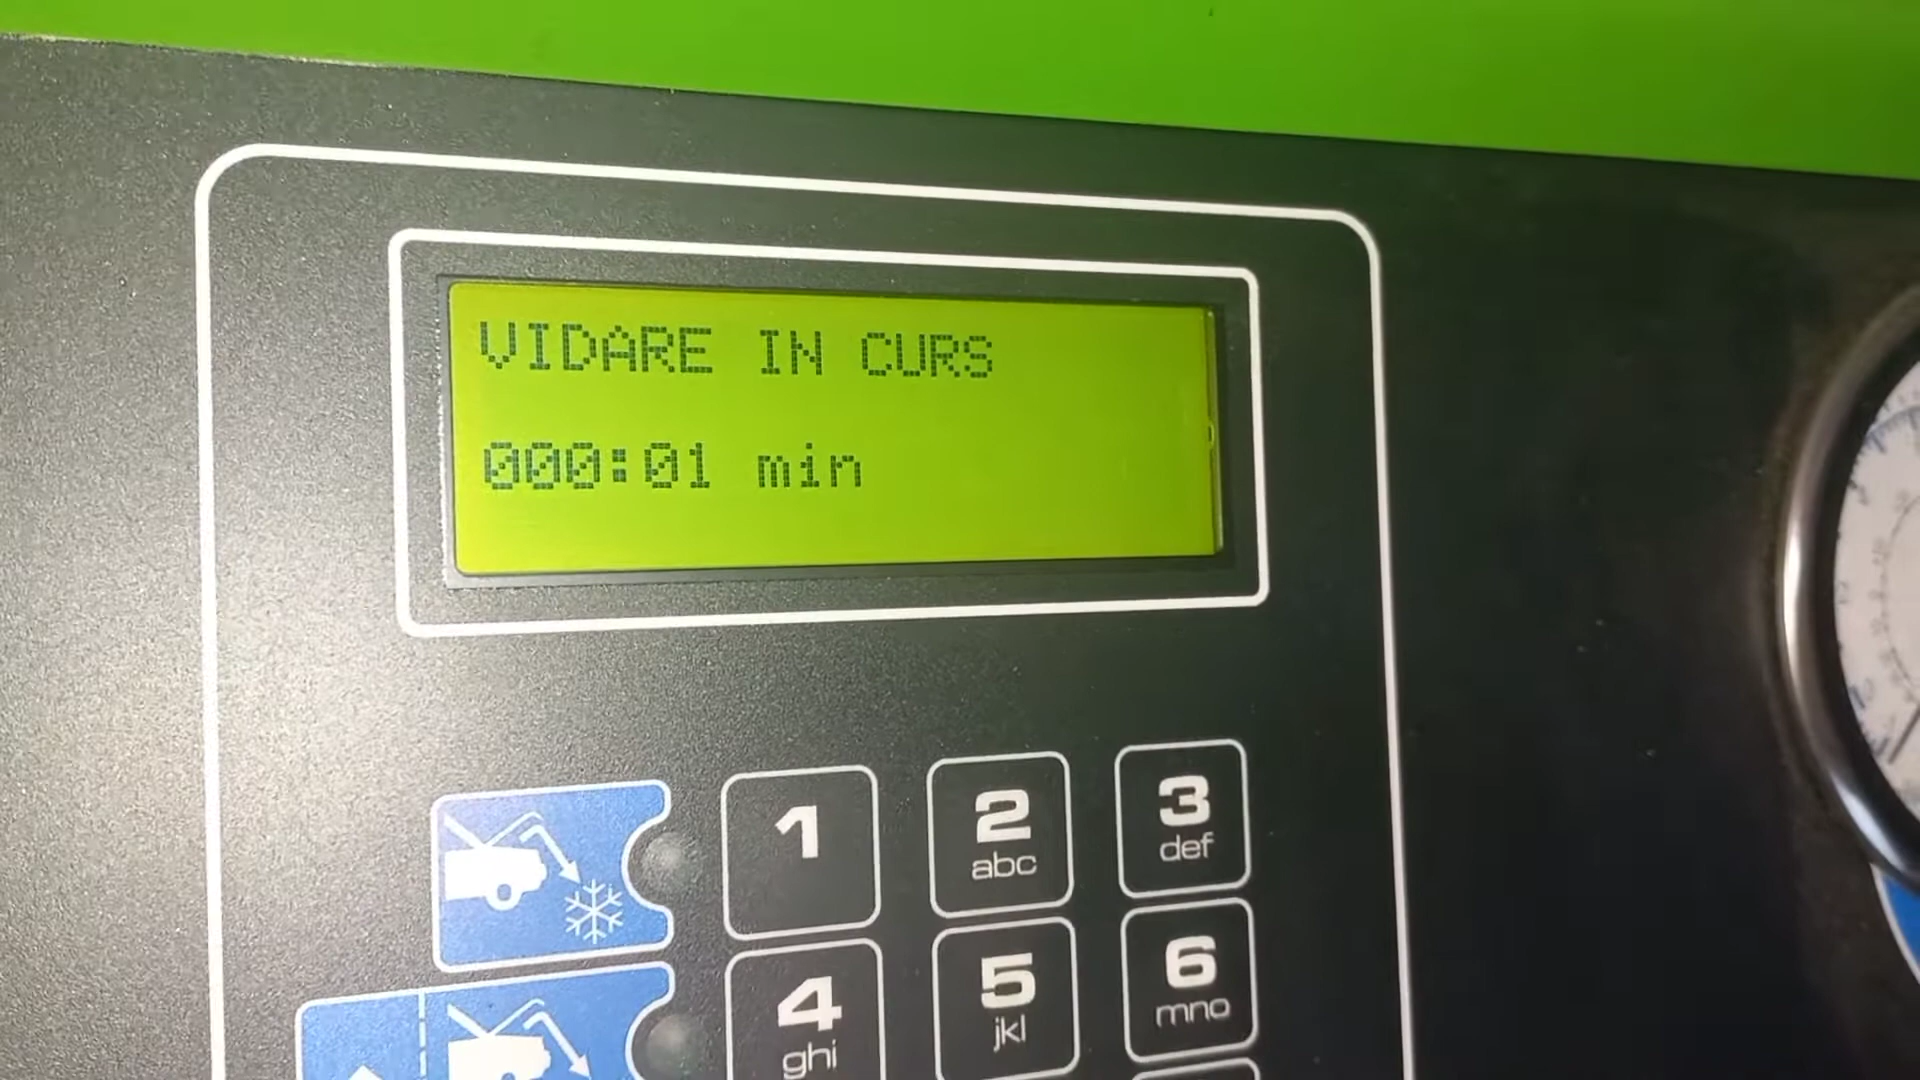 VIDARE IN CURS
000:01 min
1
2
abc
3
def
4
ghi
5
jkl
6
mno